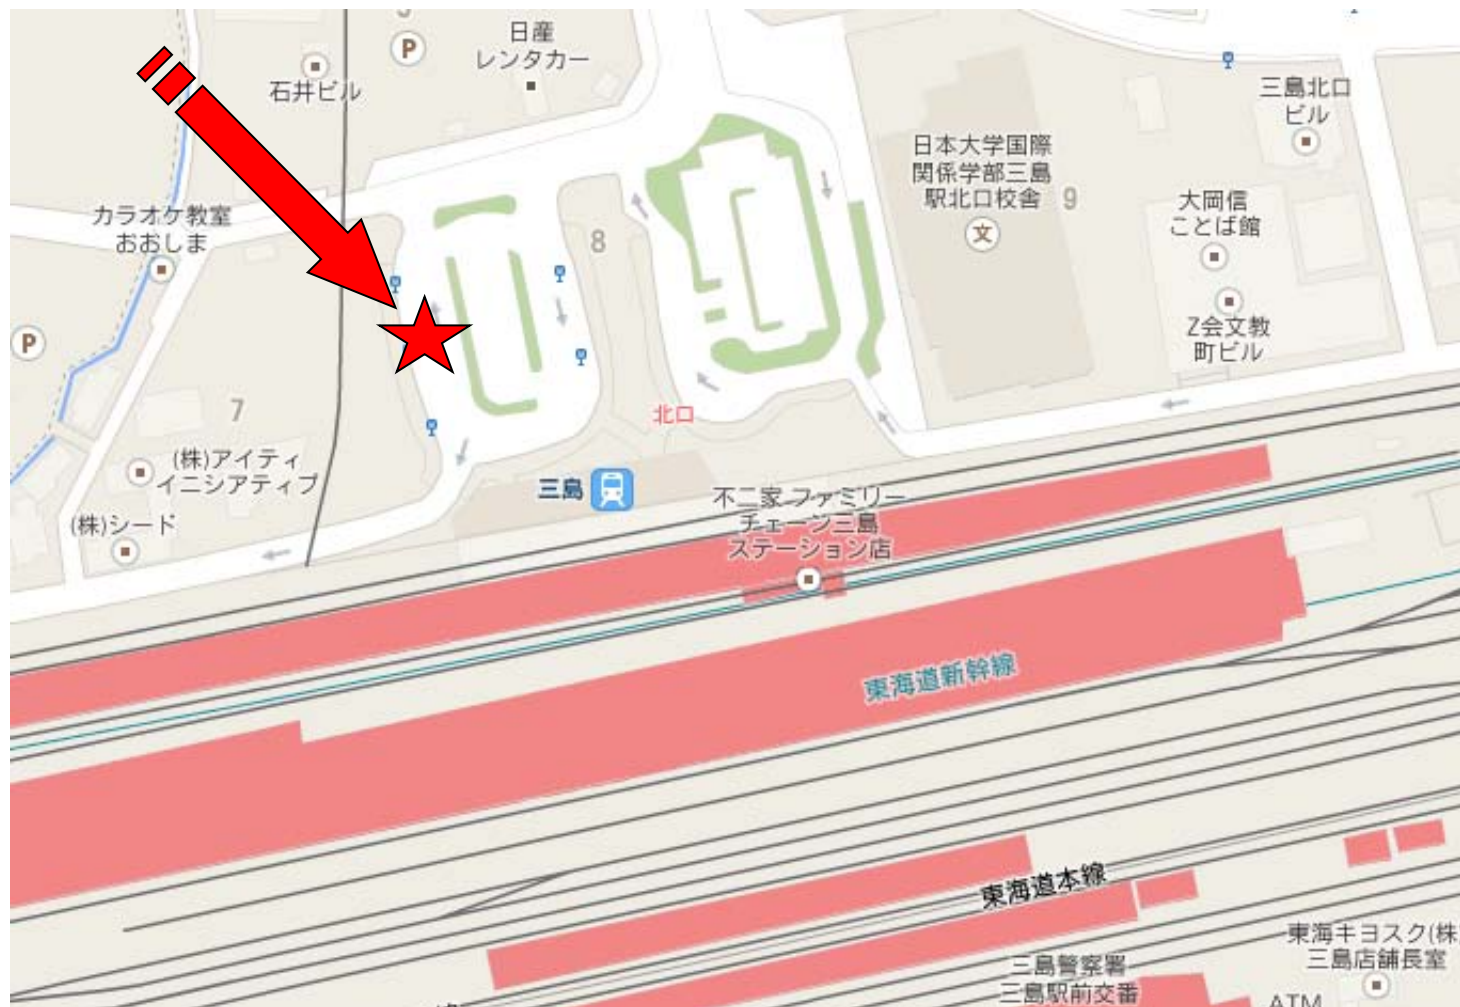 P
日産
レンタカー
石井ビル
三島北口
ビル
日本大学国際
関係学部三島
駅北口校舎
9
文
大岡信
ことば館
カラオケ教室
おおしま
8
P
Z会文教
町ビル
7
北口
(株)アイティ
イニシアティブ
三島
不二家 ファミリー
チェーン三島
ステーション店
(株)シード
東海道新幹線
東海道本線
東海キヨスク(株
三島店舗長室
三島警察署
三島駅前交番
ATM